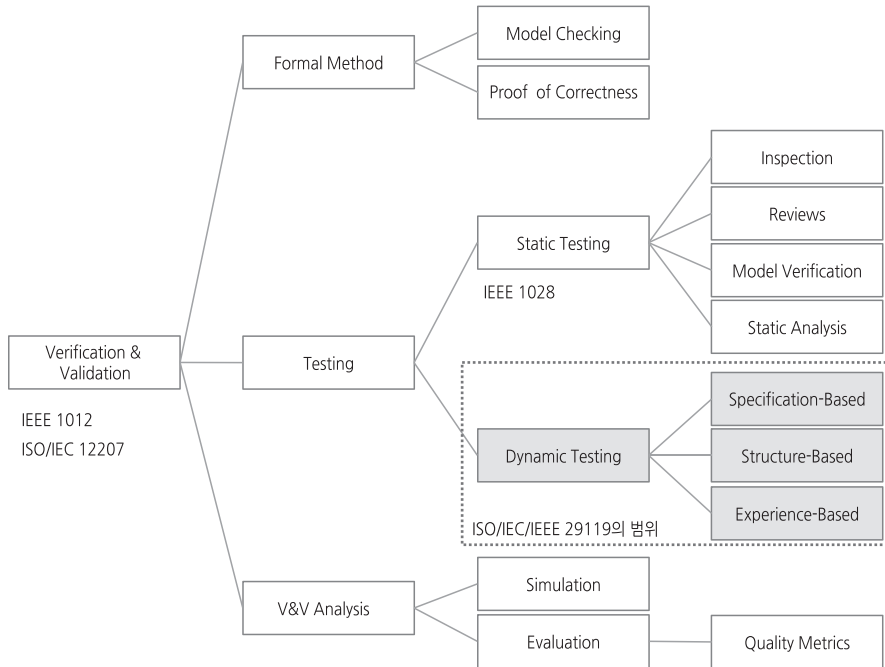 Formal Method
Model Checking
Proof of Correctness
Verification &
Validation
IEEE 1012
ISO/IEC 12207
Testing
Static Testing
IEEE 1028
Inspection
Reviews
Model Verification
Static Analysis
Dynamic Testing
Specification-Based
Structure-Based
Experience-Based
ISO/IEC/IEEE 29119의 범위
V&V Analysis
Simulation
Evaluation
Quality Metrics